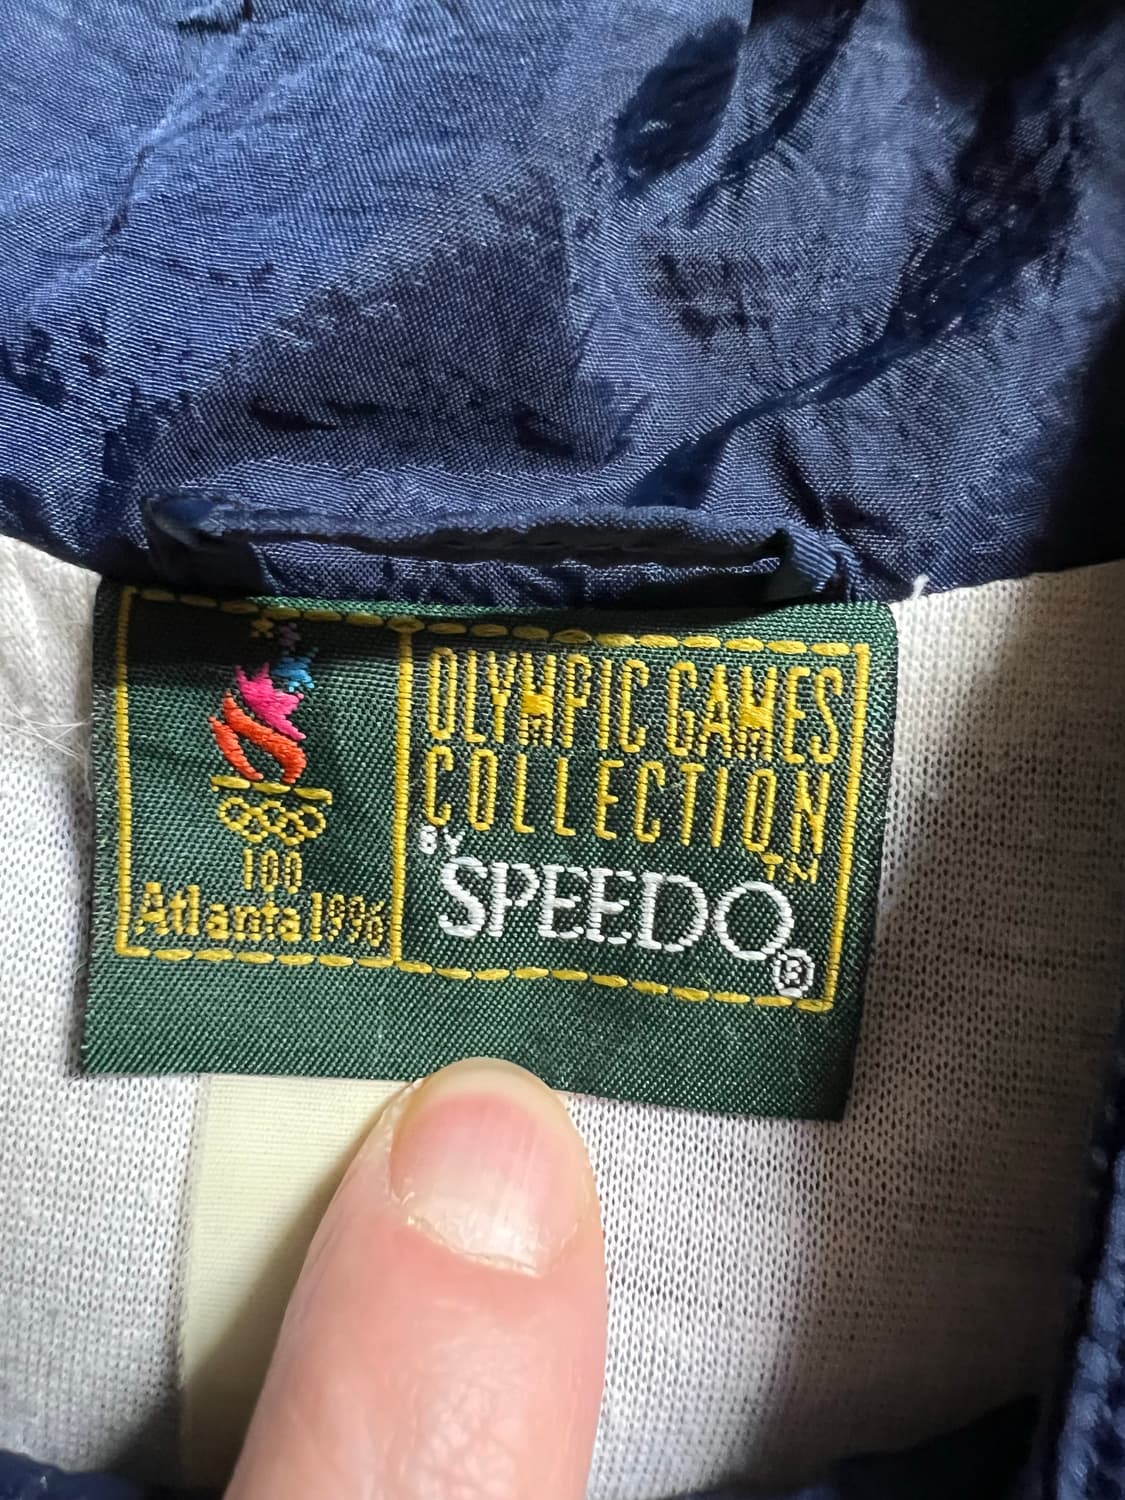 100
Atlanta 1996
OLYMPIC GAMES
COLLECTION
TM
BY
SPEEDO®